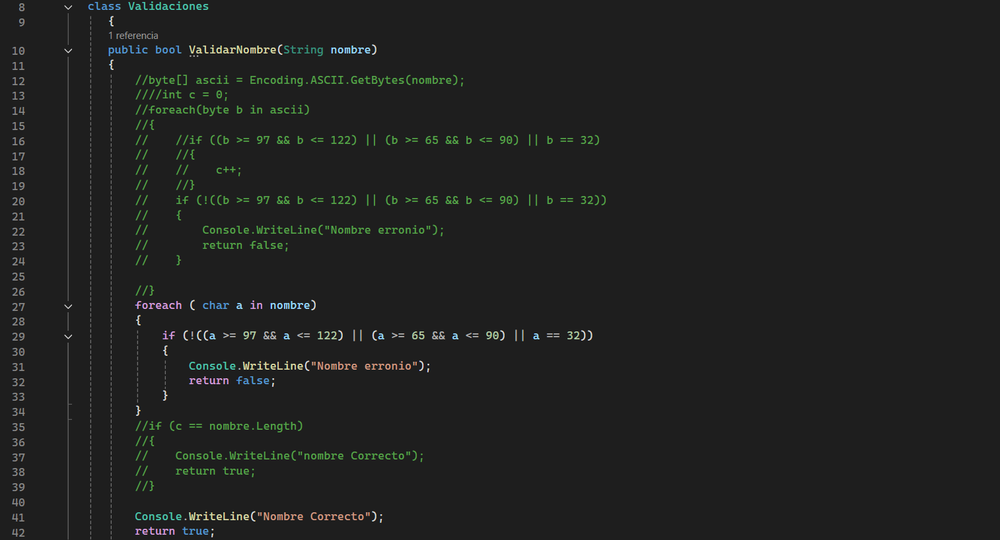 8 class Validaciones
9 {
1 referencia
10 public bool ValidarNombre(String nombre)
11 {
12 //byte[] ascii = Encoding.ASCII.GetBytes(nombre);
13 ////int c = 0;
14 //foreach(byte b in ascii)
15 //{
16 //    //if ((b >= 97 && b <= 122) || (b >= 65 && b <= 90) || b == 32)
17 //    //{
18 //    //    c++;
19 //    //}
20 //    if (!((b >= 97 && b <= 122) || (b >= 65 && b <= 90) || b == 32))
21 //    {
22 //        Console.WriteLine("Nombre erronio");
23 //        return false;
24 //    }
25
26 //}
27 foreach ( char a in nombre)
28 {
29 if (!((a >= 97 && a <= 122) || (a >= 65 && a <= 90) || a == 32))
30 {
31 Console.WriteLine("Nombre erronio");
32 return false;
33 }
34 }
35 //if (c == nombre.Length)
36 //{
37 //    Console.WriteLine("nombre Correcto");
38 //    return true;
39 //}
40
41 Console.WriteLine("Nombre Correcto");
42 return true;